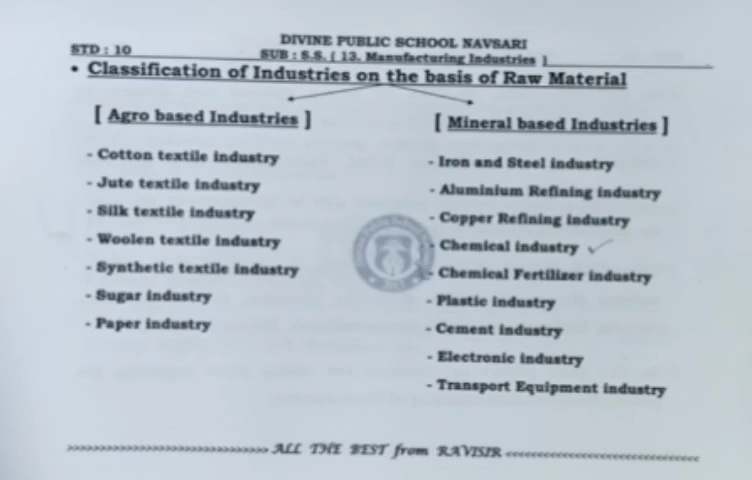 DIVINE PUBLIC SCHOOL NAVSARI
STD : 10
SUB : S.S. [ 13. Manufacturing Industries ]
• Classification of Industries on the basis of Raw Material
[ Agro based Industries ]
- Cotton textile industry
- Jute textile industry
- Silk textile industry
- Woolen textile industry
- Synthetic textile industry
- Sugar industry
- Paper industry
[ Mineral based Industries ]
- Iron and Steel industry
- Aluminium Refining industry
- Copper Refining industry
- Chemical industry
- Chemical Fertilizer industry
- Plastic industry
- Cement industry
- Electronic industry
- Transport Equipment industry
ALL THE BEST from RAVISIR